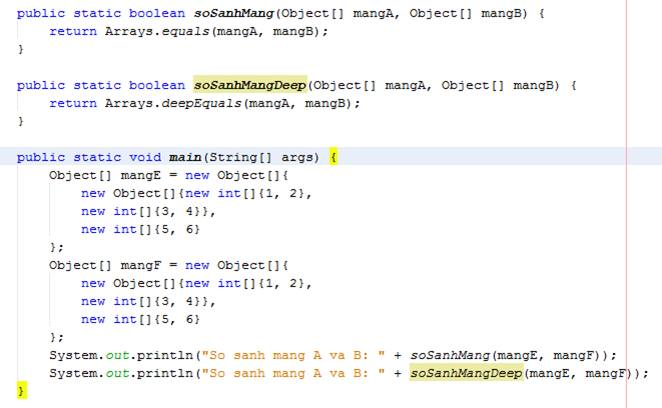 public static boolean soSanhMang(Object[] mangA, Object[] mangB) {
    return Arrays.equals(mangA, mangB);
}

public static boolean soSanhMangDeep(Object[] mangA, Object[] mangB) {
    return Arrays.deepEquals(mangA, mangB);
}

public static void main(String[] args) {
    Object[] mangE = new Object[]{
        new Object[]{new int[]{1, 2},
        new int[]{3, 4}},
        new int[]{5, 6}
    };
    Object[] mangF = new Object[]{
        new Object[]{new int[]{1, 2},
        new int[]{3, 4}},
        new int[]{5, 6}
    };
    System.out.println("So sanh mang A va B: " + soSanhMang(mangE, mangF));
    System.out.println("So sanh mang A va B: " + soSanhMangDeep(mangE, mangF));
}